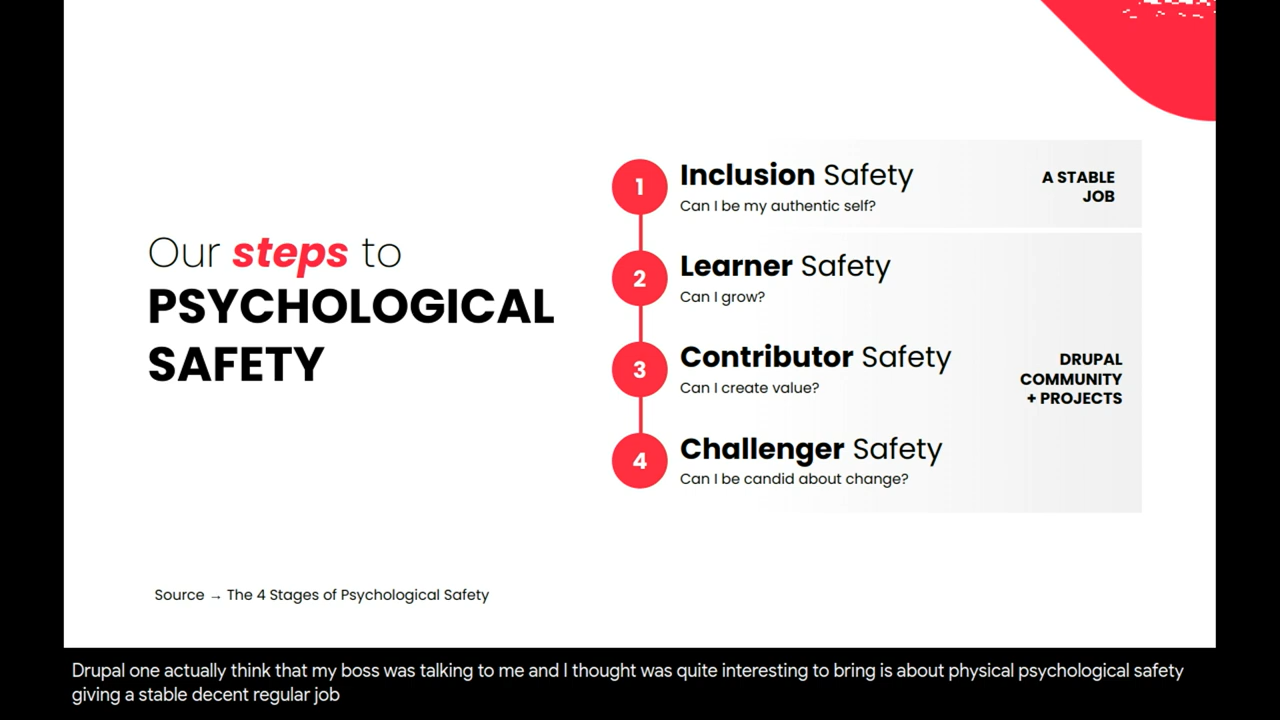 Our steps to
PSYCHOLOGICAL
SAFETY
1
Inclusion Safety
Can I be my authentic self?
A STABLE
JOB
2
Learner Safety
Can I grow?
3
Contributor Safety
Can I create value?
DRUPAL
COMMUNITY
+ PROJECTS
4
Challenger Safety
Can I be candid about change?
Source → The 4 Stages of Psychological Safety
Drupal one actually think that my boss was talking to me and I thought was quite interesting to bring is about physical psychological safety
giving a stable decent regular job